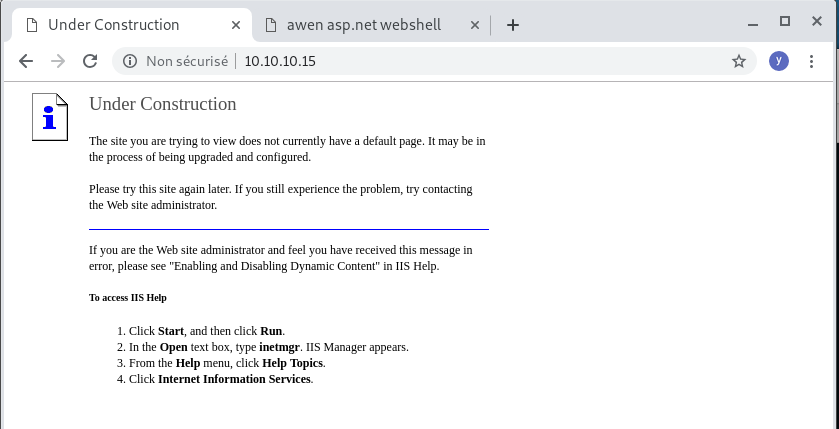 Under Construction
awen asp.net webshell
Non sécurisé
10.10.10.15
y
Under Construction
The site you are trying to view does not currently have a default page. It may be in
the process of being upgraded and configured.
Please try this site again later. If you still experience the problem, try contacting
the Web site administrator.
If you are the Web site administrator and feel you have received this message in
error, please see "Enabling and Disabling Dynamic Content" in IIS Help.
To access IIS Help
1. Click Start, and then click Run.
2. In the Open text box, type inetmgr. IIS Manager appears.
3. From the Help menu, click Help Topics.
4. Click Internet Information Services.